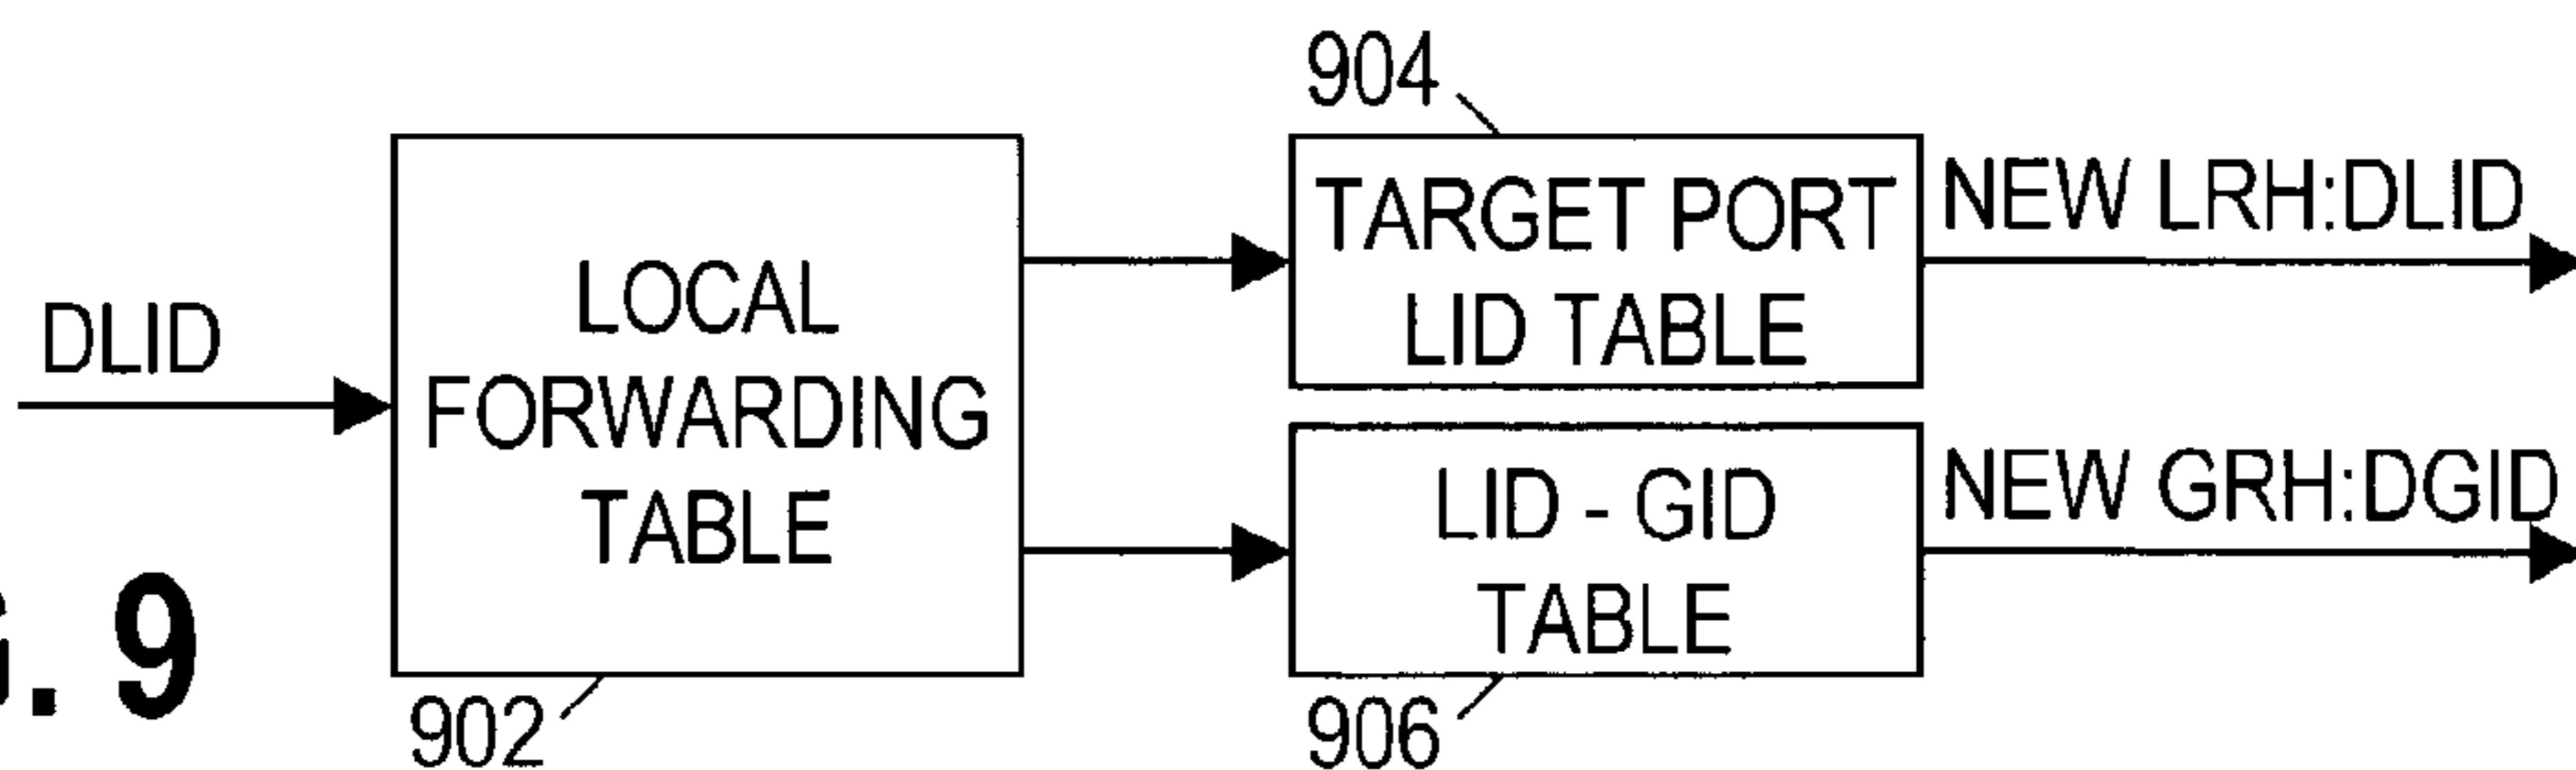 904
TARGET PORT
LID TABLE
NEW LRH:DLID
DLID
LOCAL
FORWARDING
TABLE
LID - GID
TABLE
NEW GRH:DGID
902
906
. 9